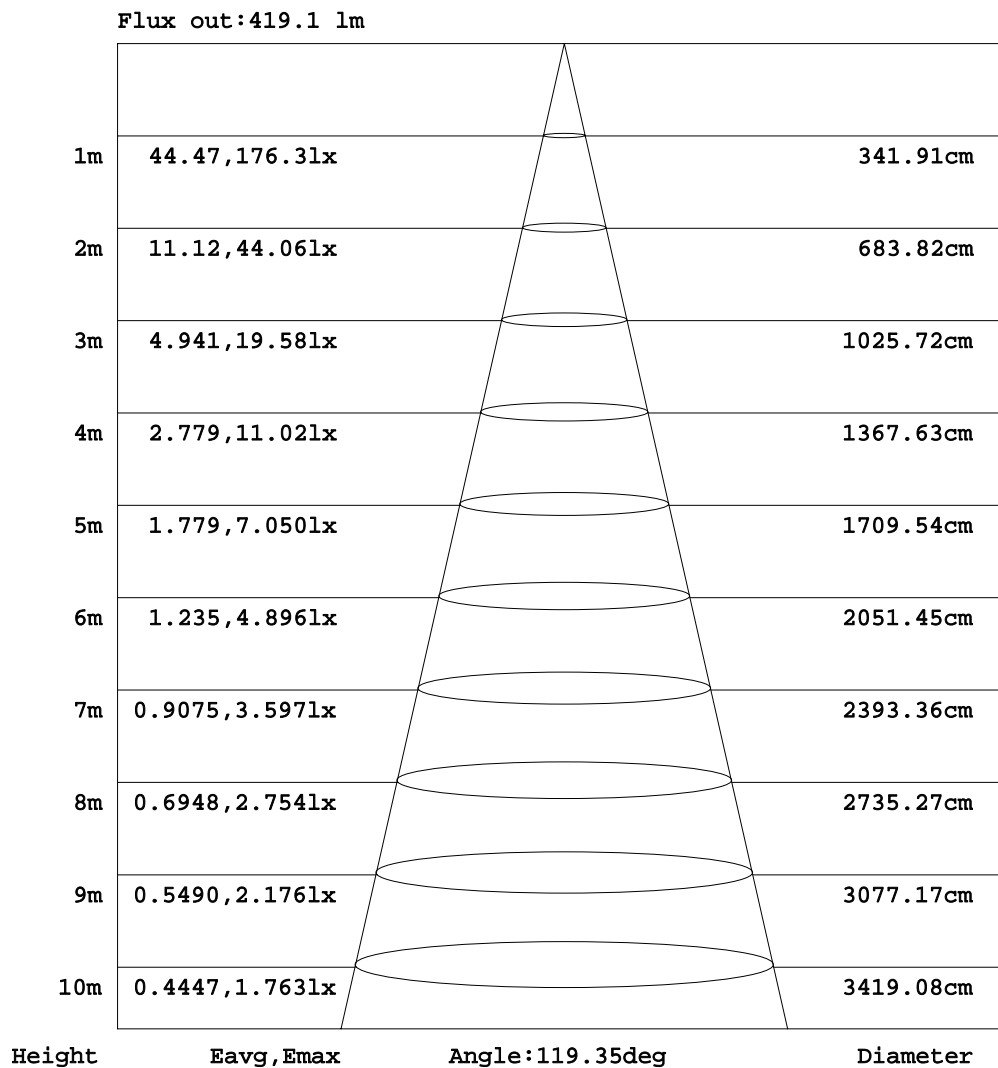 Flux out:419.1 lm
1m 44.47,176.3lx 341.91cm
2m 11.12,44.06lx 683.82cm
3m 4.941,19.58lx 1025.72cm
4m 2.779,11.02lx 1367.63cm
5m 1.779,7.050lx 1709.54cm
6m 1.235,4.896lx 2051.45cm
7m 0.9075,3.597lx 2393.36cm
8m 0.6948,2.754lx 2735.27cm
9m 0.5490,2.176lx 3077.17cm
10m 0.4447,1.763lx 3419.08cm
Height Eavg,Emax Angle:119.35deg Diameter